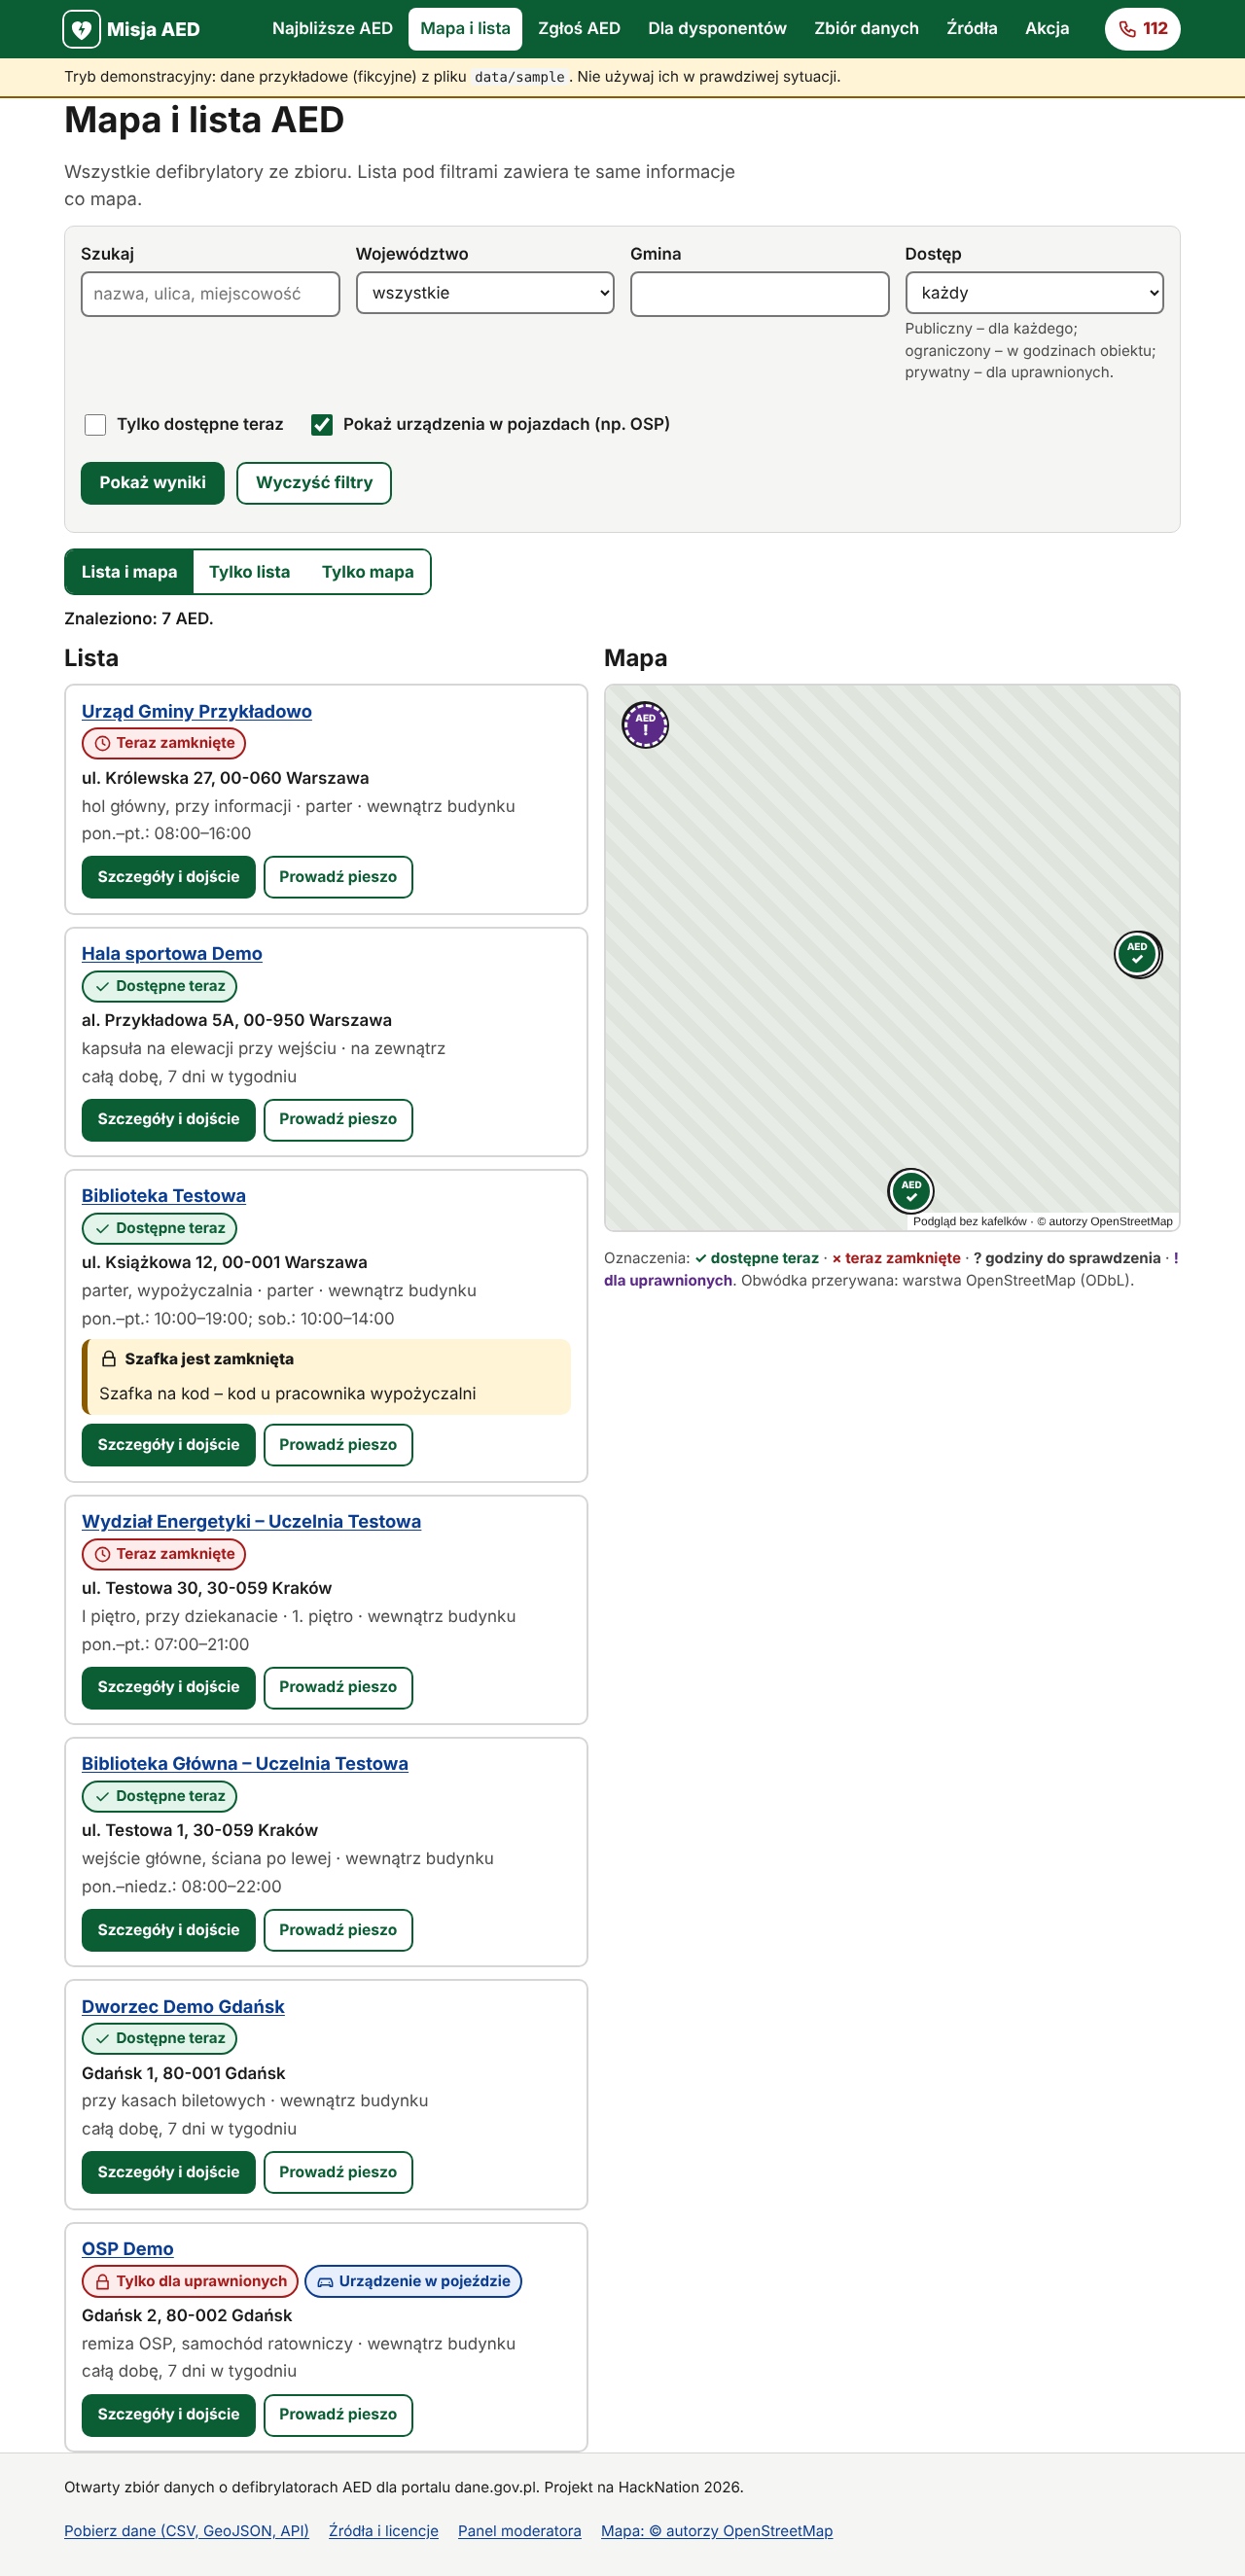 Misja AED
Najbliższe AED
Mapa i lista
Zgłoś AED
Dla dysponentów
Zbiór danych
Źródła
Akcja
112
Tryb demonstracyjny: dane przykładowe (fikcyjne) z pliku data/sample. Nie używaj ich w prawdziwej sytuacji.
Mapa i lista AED
Wszystkie defibrylatory ze zbioru. Lista pod filtrami zawiera te same informacje
co mapa.
Szukaj
nazwa, ulica, miejscowość
Województwo
wszystkie
Gmina
Dostęp
każdy
Publiczny – dla każdego;
ograniczony – w godzinach obiektu;
prywatny – dla uprawnionych.
Tylko dostępne teraz
Pokaż urządzenia w pojazdach (np. OSP)
Pokaż wyniki
Wyczyść filtry
Lista i mapa
Tylko lista
Tylko mapa
Znaleziono: 7 AED.
Lista
Urząd Gminy Przykładowo
Teraz zamknięte
ul. Królewska 27, 00-060 Warszawa
hol główny, przy informacji · parter · wewnątrz budynku
pon.–pt.: 08:00–16:00
Szczegóły i dojście
Prowadź pieszo
Hala sportowa Demo
Dostępne teraz
al. Przykładowa 5A, 00-950 Warszawa
kapsuła na elewacji przy wejściu · na zewnątrz
całą dobę, 7 dni w tygodniu
Szczegóły i dojście
Prowadź pieszo
Biblioteka Testowa
Dostępne teraz
ul. Książkowa 12, 00-001 Warszawa
parter, wypożyczalnia · parter · wewnątrz budynku
pon.–pt.: 10:00–19:00; sob.: 10:00–14:00
Szafka jest zamknięta
Szafka na kod – kod u pracownika wypożyczalni
Szczegóły i dojście
Prowadź pieszo
Wydział Energetyki – Uczelnia Testowa
Teraz zamknięte
ul. Testowa 30, 30-059 Kraków
I piętro, przy dziekanacie · 1. piętro · wewnątrz budynku
pon.–pt.: 07:00–21:00
Szczegóły i dojście
Prowadź pieszo
Biblioteka Główna – Uczelnia Testowa
Dostępne teraz
ul. Testowa 1, 30-059 Kraków
wejście główne, ściana po lewej · wewnątrz budynku
pon.–niedz.: 08:00–22:00
Szczegóły i dojście
Prowadź pieszo
Dworzec Demo Gdańsk
Dostępne teraz
Gdańsk 1, 80-001 Gdańsk
przy kasach biletowych · wewnątrz budynku
całą dobę, 7 dni w tygodniu
Szczegóły i dojście
Prowadź pieszo
OSP Demo
Tylko dla uprawnionych
Urządzenie w pojeździe
Gdańsk 2, 80-002 Gdańsk
remiza OSP, samochód ratowniczy · wewnątrz budynku
całą dobę, 7 dni w tygodniu
Szczegóły i dojście
Prowadź pieszo
Mapa
AED
!
AED
✓
AED
✓
Podgląd bez kafelków · © autorzy OpenStreetMap
Oznaczenia: ✓ dostępne teraz · × teraz zamknięte · ? godziny do sprawdzenia · !
dla uprawnionych. Obwódka przerywana: warstwa OpenStreetMap (ODbL).
Otwarty zbiór danych o defibrylatorach AED dla portalu dane.gov.pl. Projekt na HackNation 2026.
Pobierz dane (CSV, GeoJSON, API)
Źródła i licencje
Panel moderatora
Mapa: © autorzy OpenStreetMap